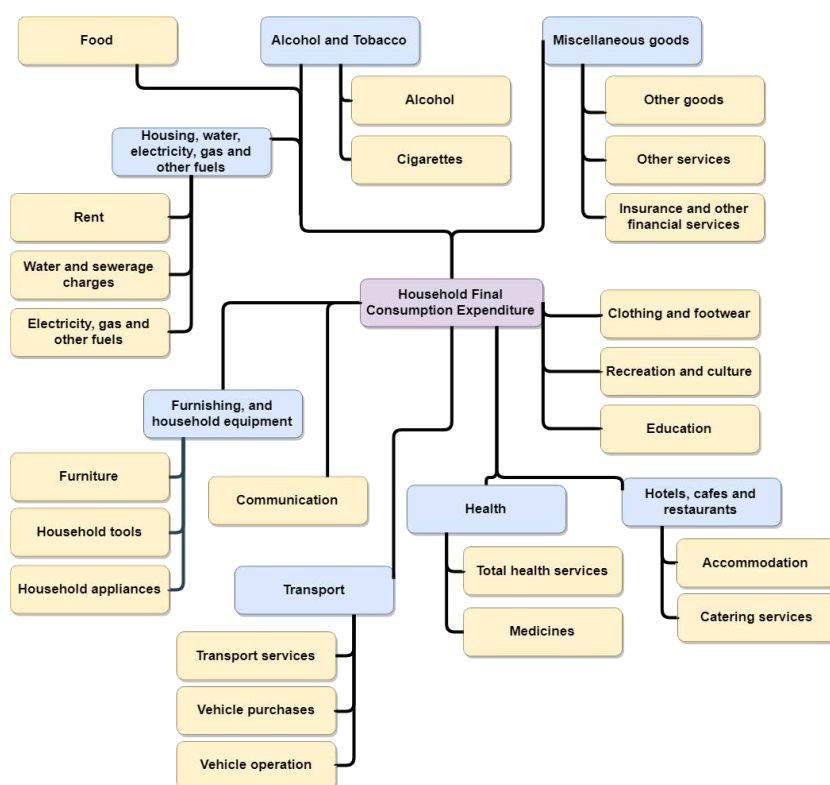 Food
Alcohol and Tobacco
Miscellaneous goods
Alcohol
Cigarettes
Other goods
Other services
Insurance and other
financial services
Housing, water,
electricity, gas and
other fuels
Rent
Water and sewerage
charges
Electricity, gas and
other fuels
Household Final
Consumption Expenditure
Clothing and footwear
Recreation and culture
Education
Furnishing, and
household equipment
Furniture
Household tools
Household appliances
Communication
Health
Total health services
Medicines
Hotels, cafes and
restaurants
Accommodation
Catering services
Transport
Transport services
Vehicle purchases
Vehicle operation